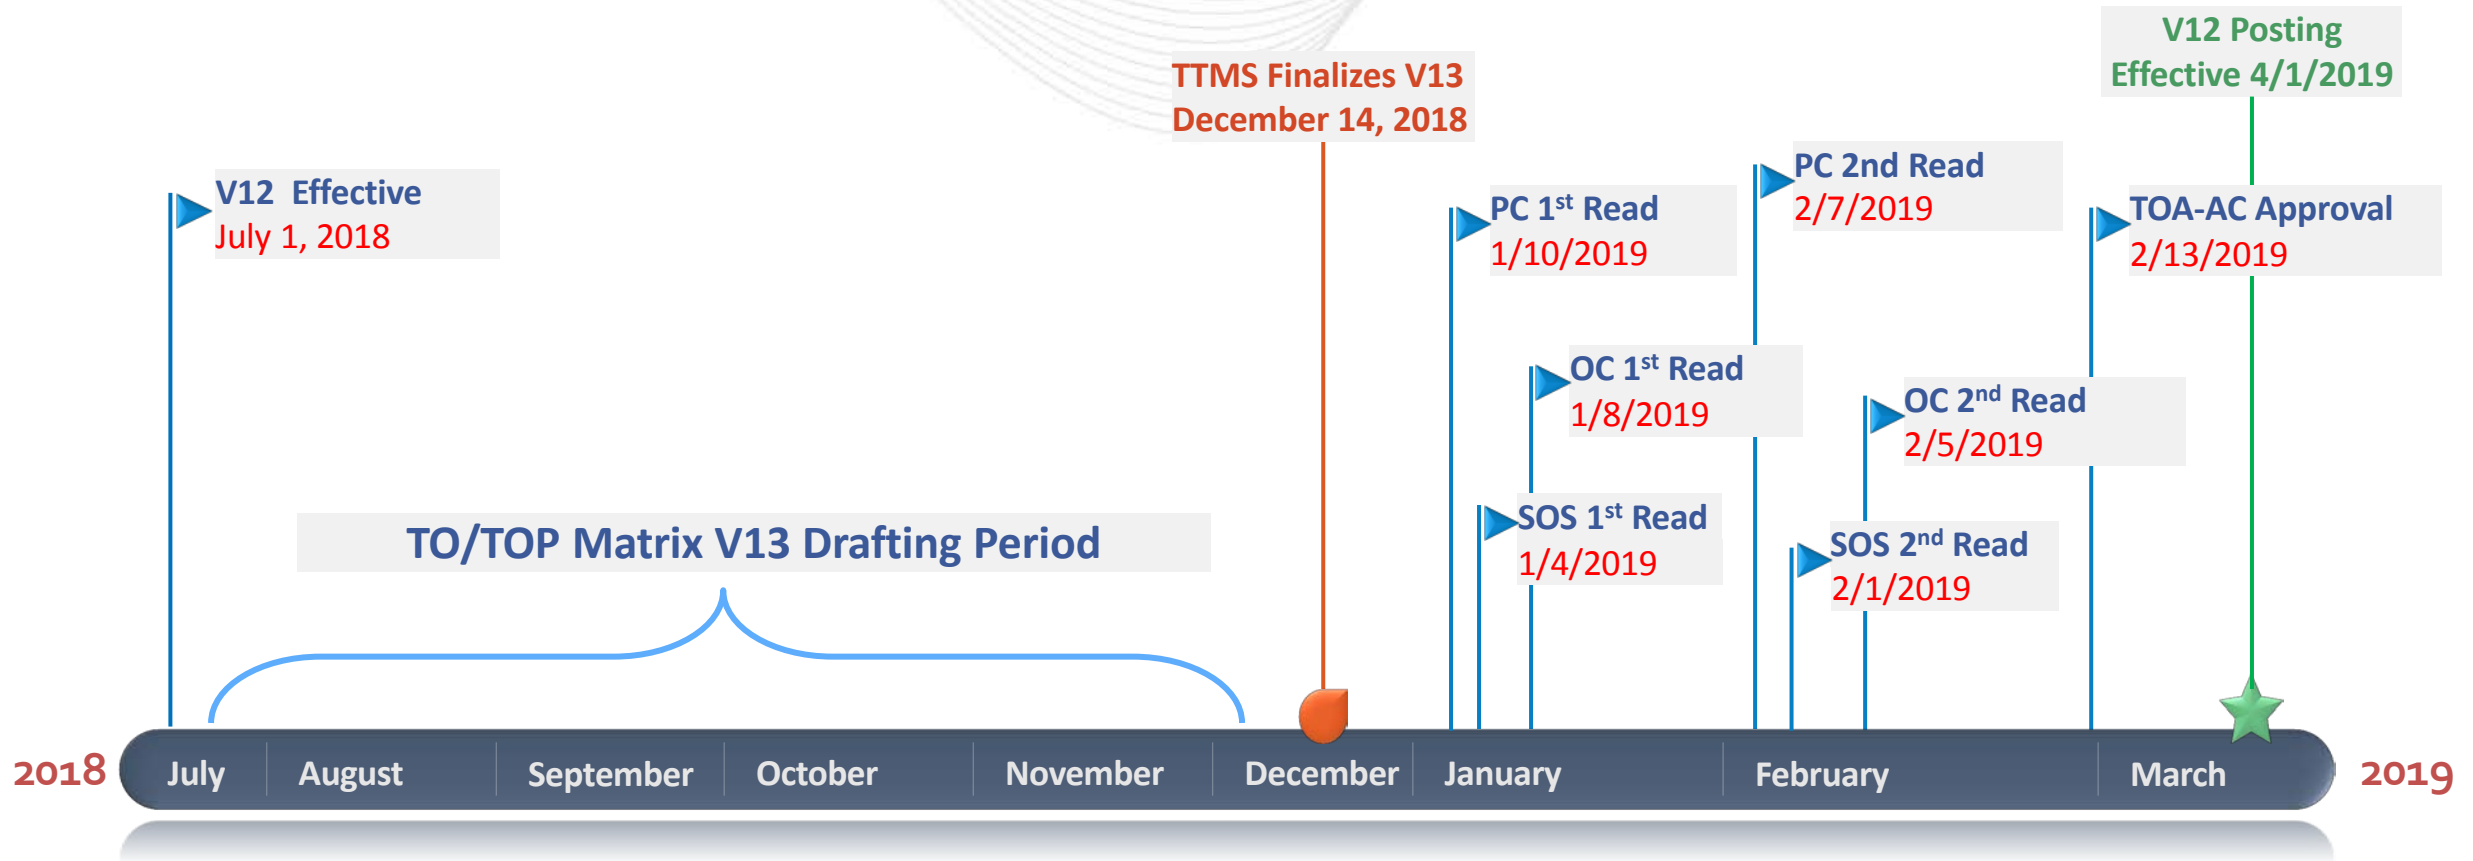 V12 Posting
Effective 4/1/2019
TTMS Finalizes V13
December 14, 2018
V12  Effective
July 1, 2018
PC 1st Read
1/10/2019
PC 2nd Read
2/7/2019
TOA-AC Approval
2/13/2019
OC 1st Read
1/8/2019
OC 2nd Read
2/5/2019
SOS 1st Read
1/4/2019
SOS 2nd Read
2/1/2019
TO/TOP Matrix V13 Drafting Period
2018 July August September October November December January February March 2019